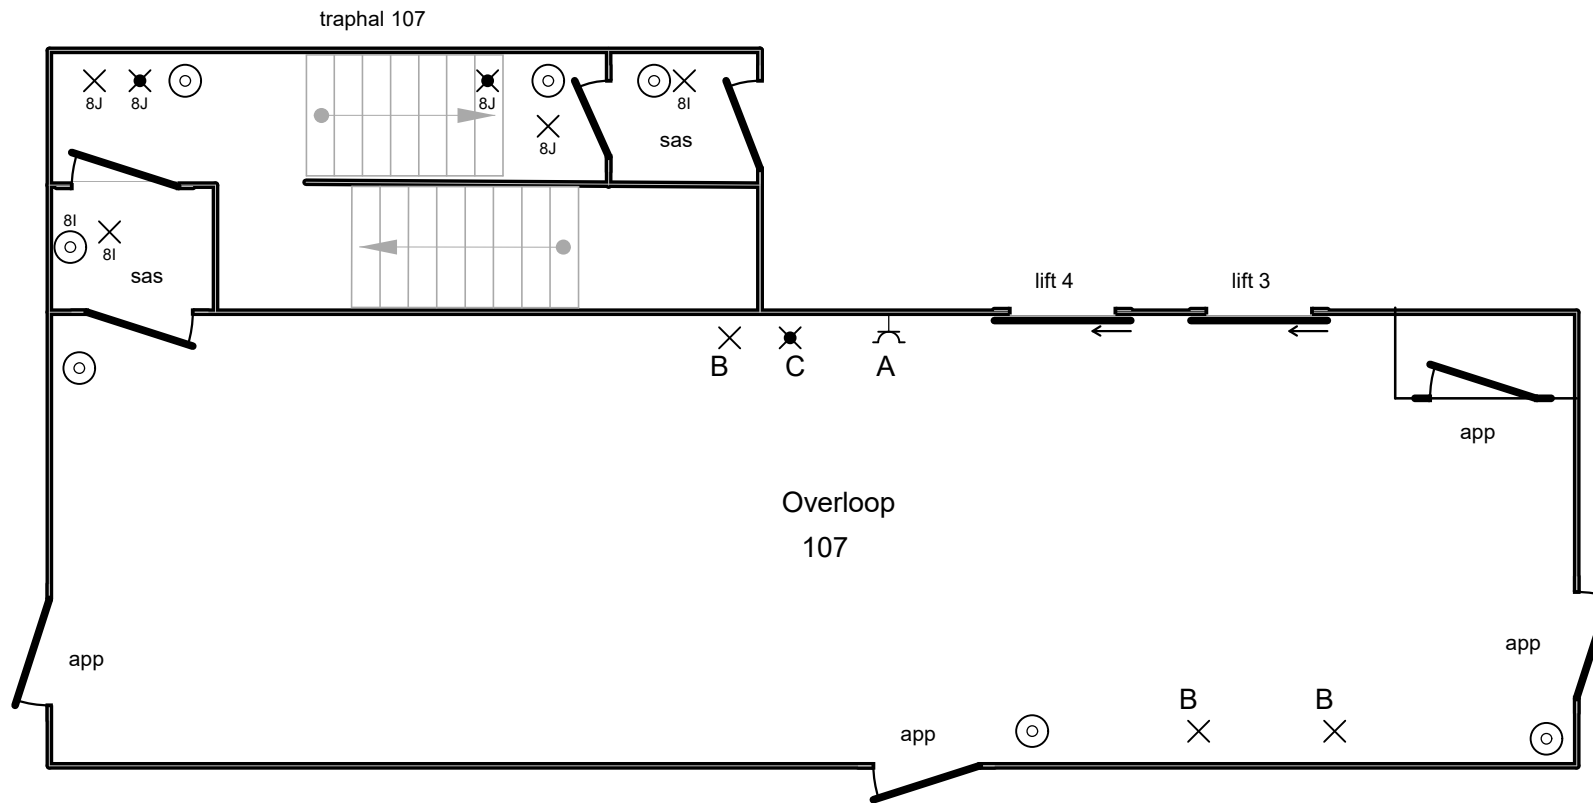 traphal 107
8J
8J
8J
8J
8I
sas
8I
8I
sas
lift 4
lift 3
B
C
A
app
Overloop
107
app
app
B
B
app